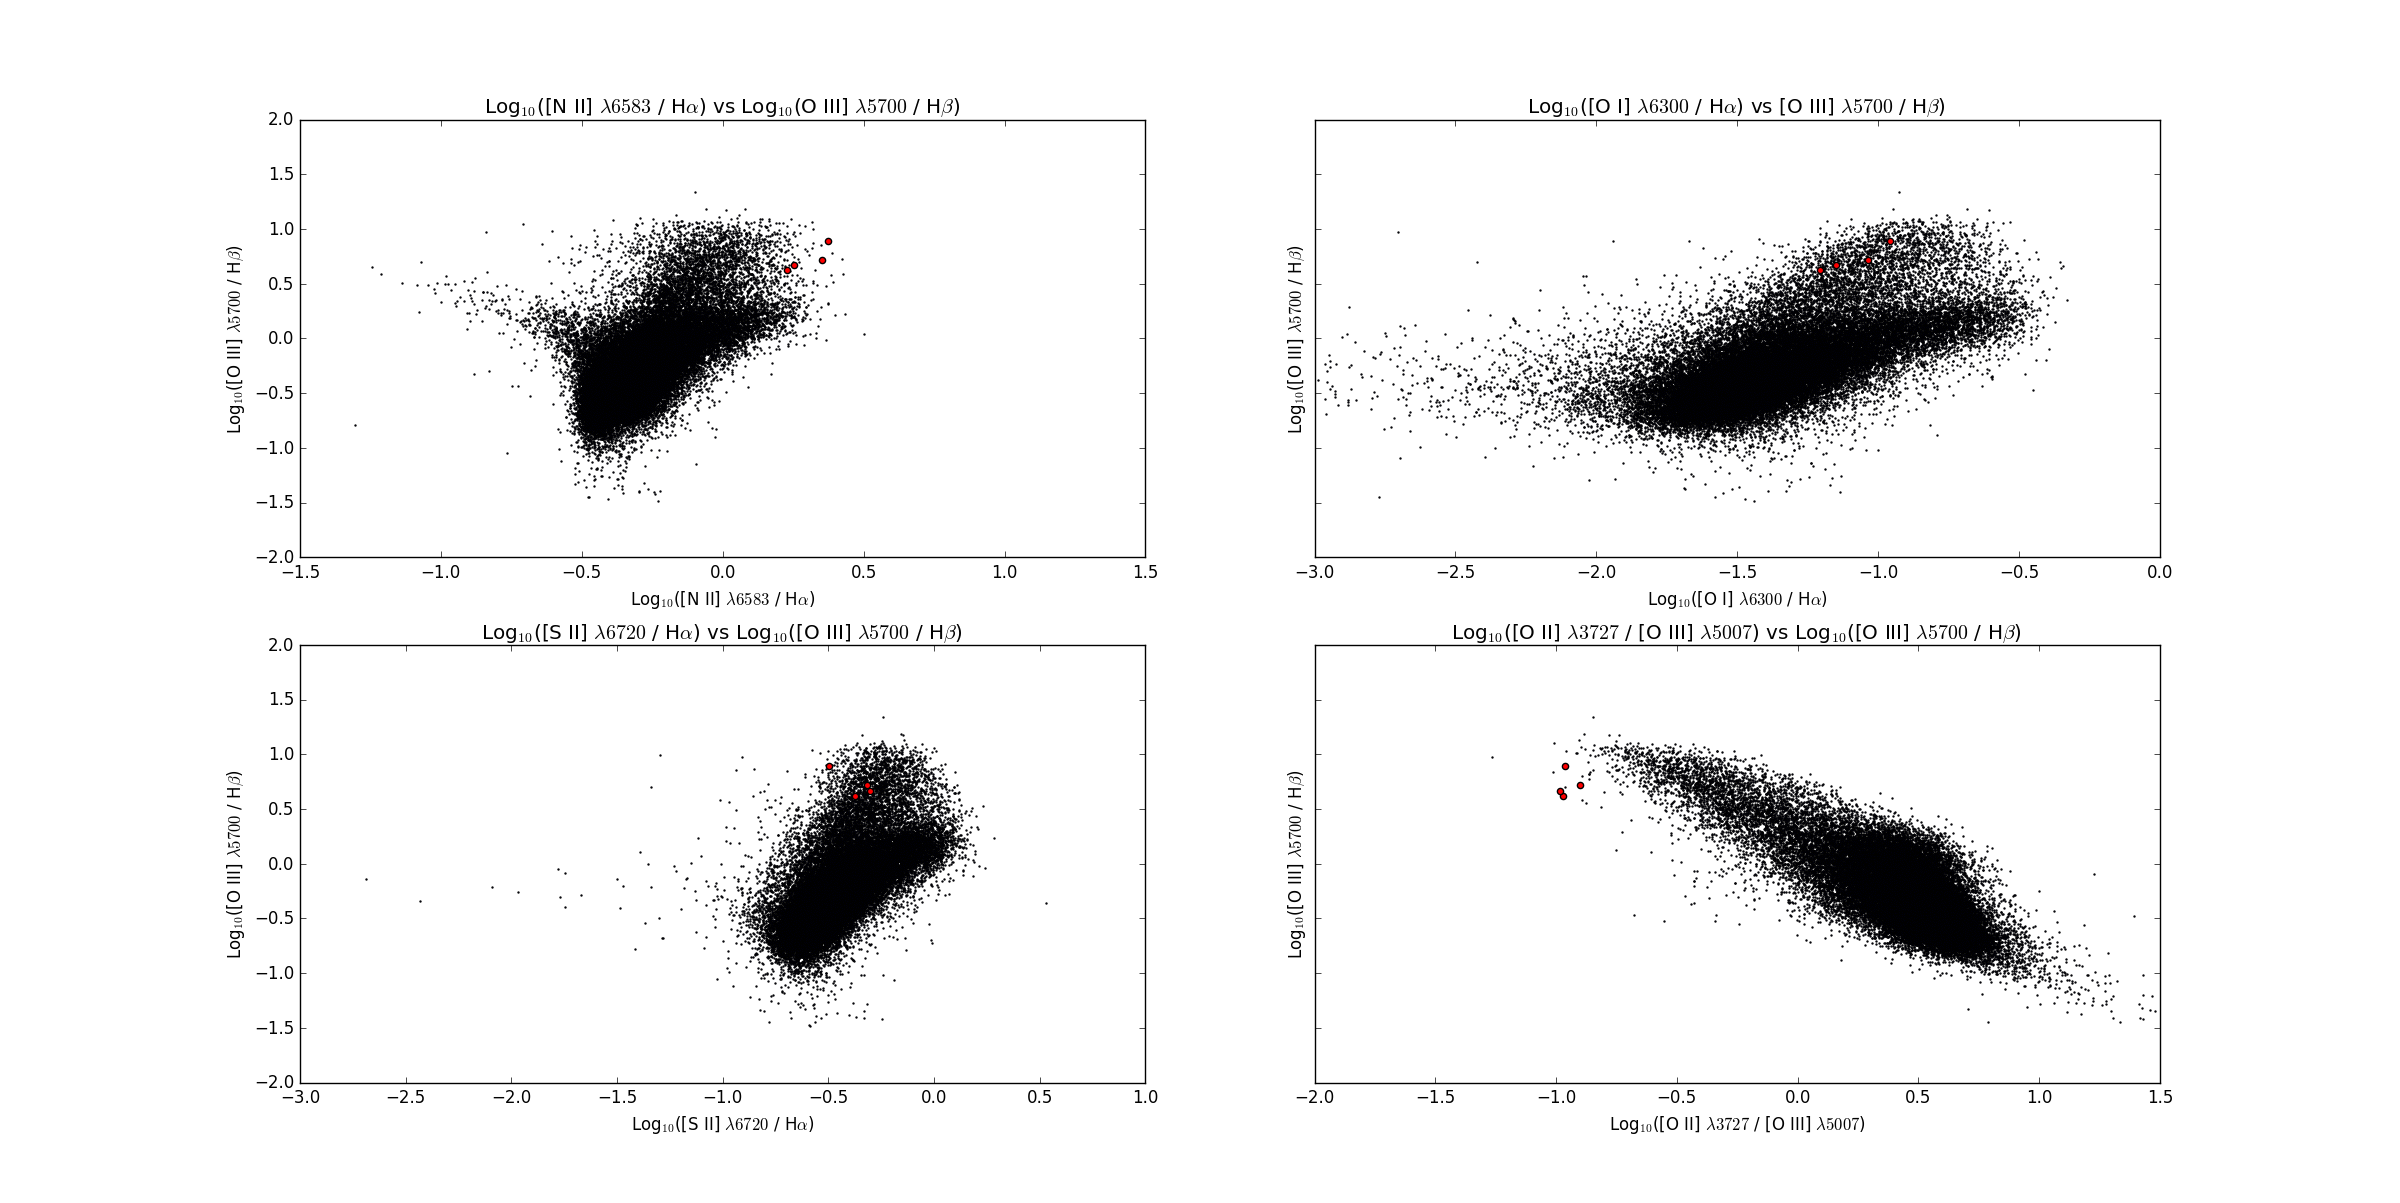 Log₁₀([N II] λ6583 / Hα) vs Log₁₀(O III] λ5700 / Hβ)
2.0
1.5
1.0
0.5
0.0
−0.5
−1.0
−1.5
−2.0
Log₁₀([O III] λ5700 / Hβ)
−1.5 −1.0 −0.5 0.0 0.5 1.0 1.5
Log₁₀([N II] λ6583 / Hα)
Log₁₀([O I] λ6300 / Hα) vs [O III] λ5700 / Hβ)
Log₁₀([O III] λ5700 / Hβ)
−3.0 −2.5 −2.0 −1.5 −1.0 −0.5 0.0
Log₁₀([O I] λ6300 / Hα)
Log₁₀([S II] λ6720 / Hα) vs Log₁₀([O III] λ5700 / Hβ)
2.0
1.5
1.0
0.5
0.0
−0.5
−1.0
−1.5
−2.0
Log₁₀([O III] λ5700 / Hβ)
−3.0 −2.5 −2.0 −1.5 −1.0 −0.5 0.0 0.5 1.0
Log₁₀([S II] λ6720 / Hα)
Log₁₀([O II] λ3727 / [O III] λ5007) vs Log₁₀([O III] λ5700 / Hβ)
Log₁₀([O III] λ5700 / Hβ)
−2.0 −1.5 −1.0 −0.5 0.0 0.5 1.0 1.5
Log₁₀([O II] λ3727 / [O III] λ5007)